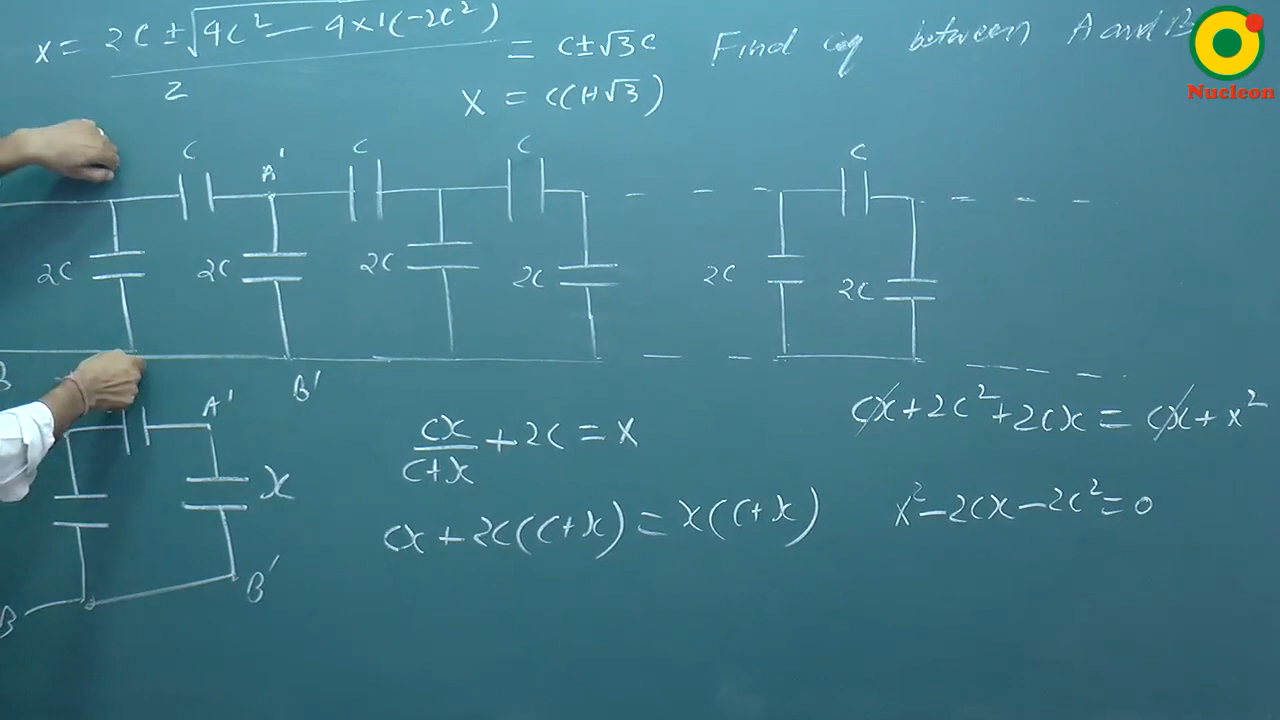 x = 2C ± √4C² – 4×1(–2C²) / 2 = C ± √3C
x = C(1+√3)
Find Cq between A and B
Nucleon
C A' C C C
2C 2C 2C 2C 2C 2C
B B'
A' x B' B
Cx/C+x + 2C = x
Cx + 2C(C+x) = x(C+x)
Cx + 2C² + 2Cx = Cx + x²
x² – 2Cx – 2C² = 0